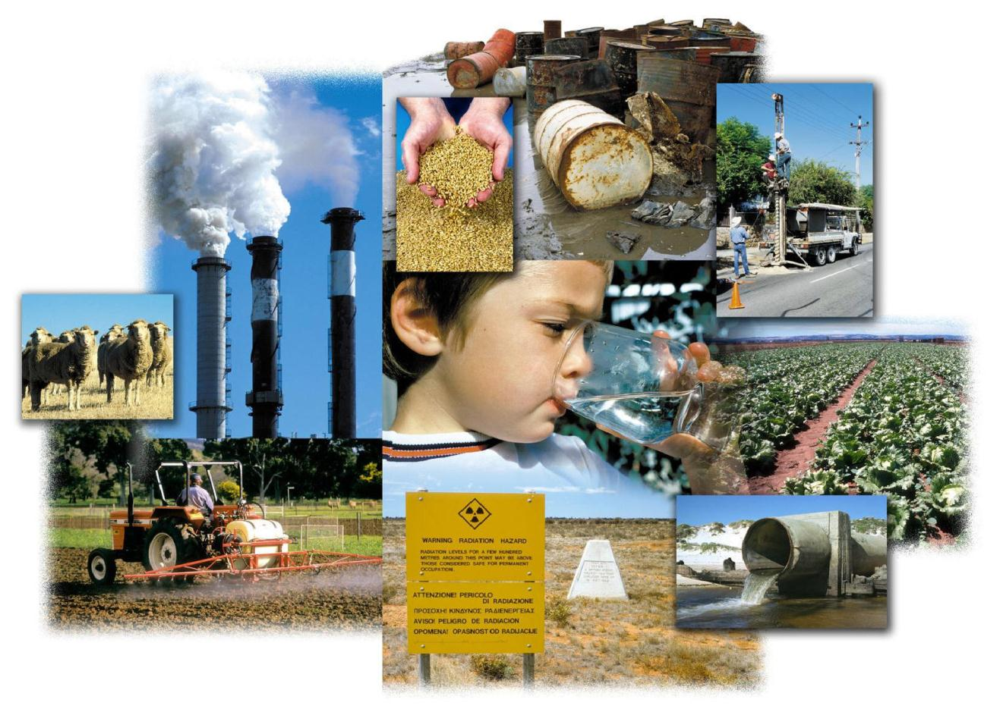 WARNING RADIATION HAZARD
RADIATION LEVELS FOR A FEW HUNDRED
METRES AROUND THIS POINT MAY BE ABOVE
THOSE CONSIDERED SAFE FOR PERMANENT
OCCUPATION.
ATTENZIONE! PERICOLO
DI RADIAZIONE
ΠΡΟΣΟΧΗ! ΚΙΝΔΥΝΟΣ ΡΑΔΙΕΝΕΡΓΕΙΑΣ
AVISO! PELIGRO DE RADIACION
OPOMENA! OPASNOST OD RADIJACIJE